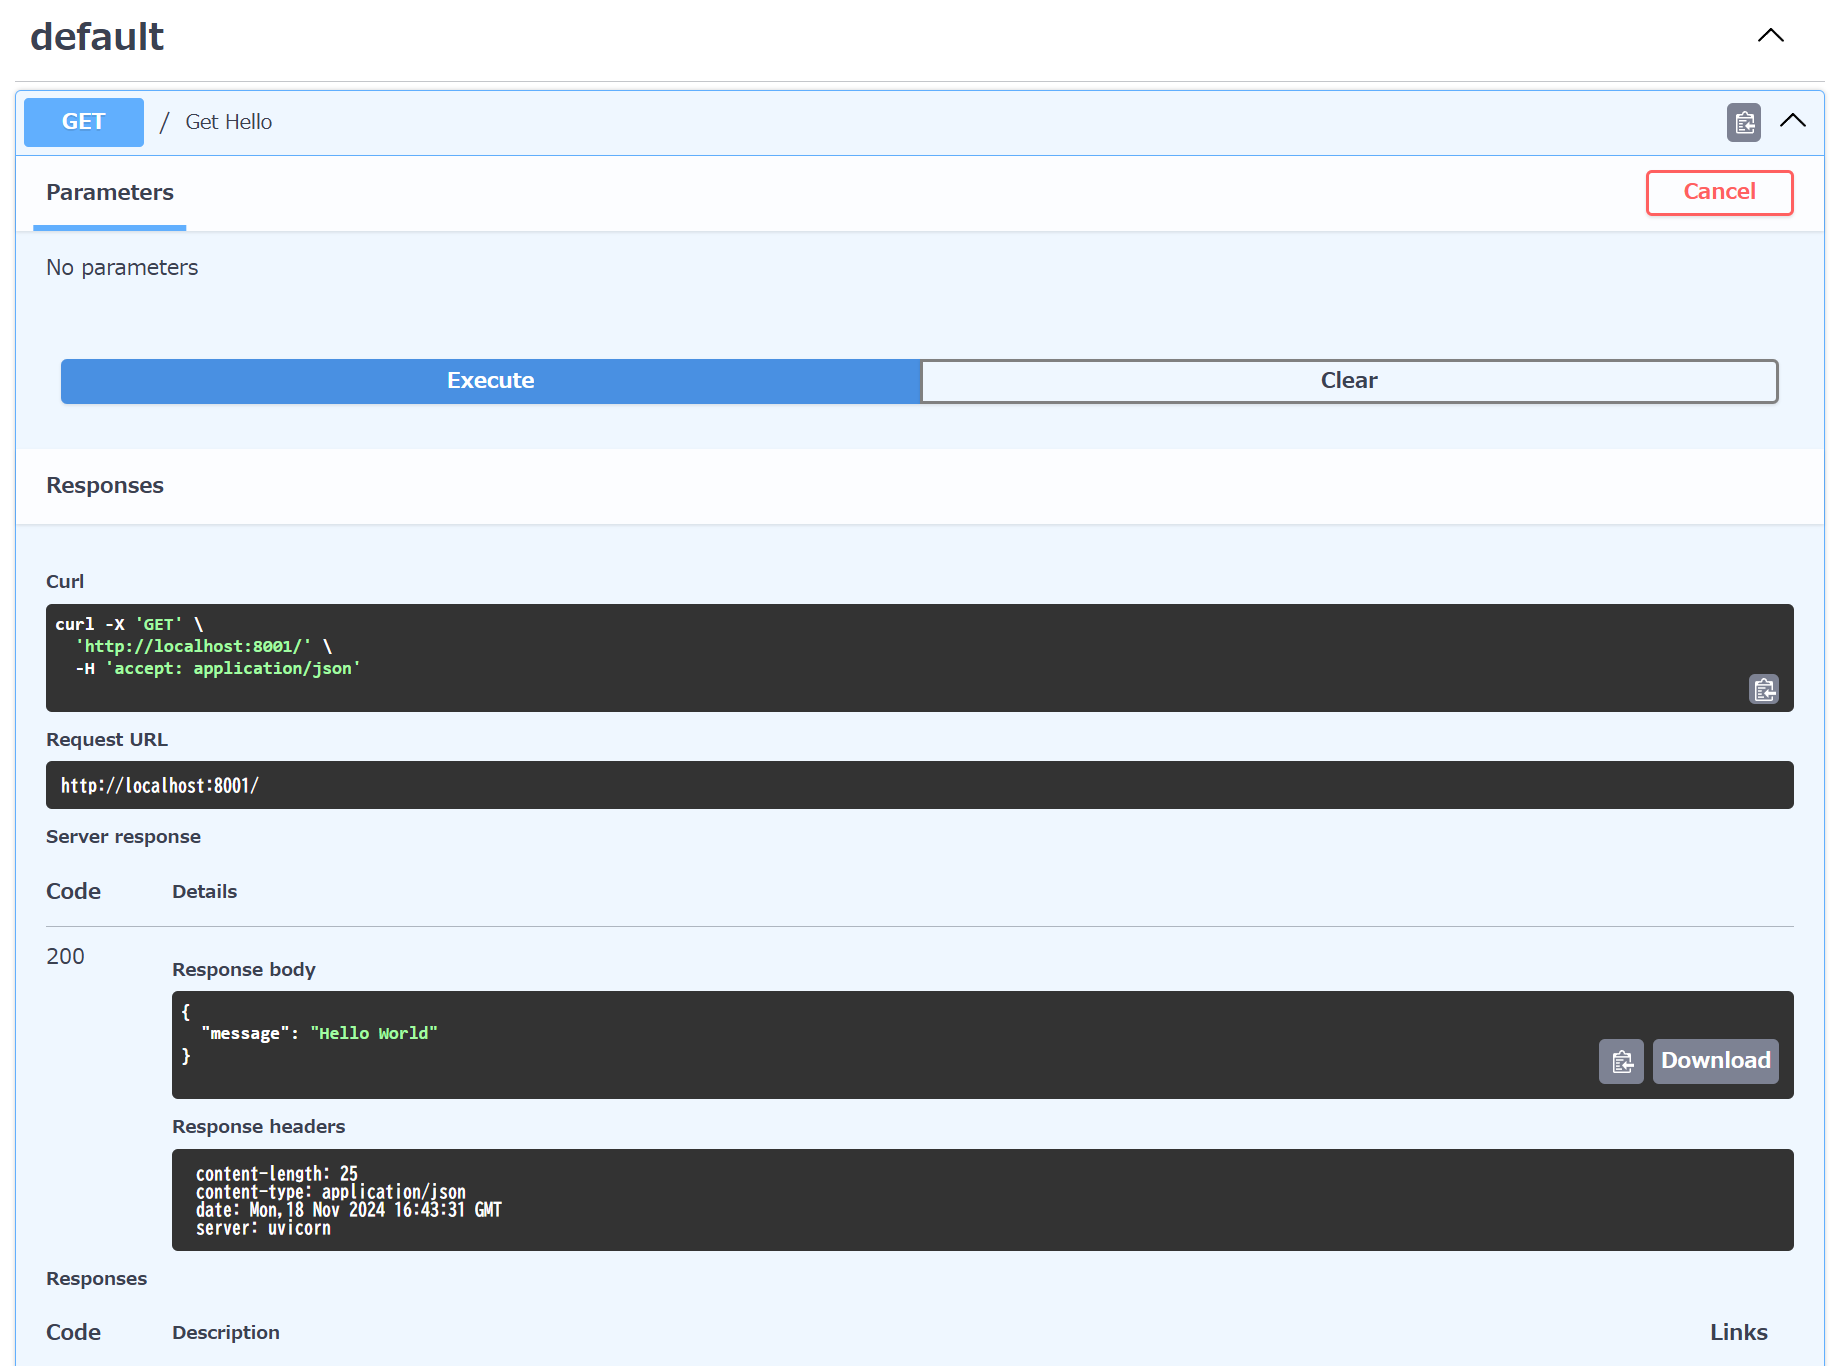 default
GET / Get Hello
Parameters
Cancel
No parameters
Execute
Clear
Responses
Curl
curl -X 'GET' \
  'http://localhost:8001/' \
  -H 'accept: application/json'
Request URL
http://localhost:8001/
Server response
Code Details
200
Response body
{
  "message": "Hello World"
}
Download
Response headers
content-length: 25
content-type: application/json
date: Mon,18 Nov 2024 16:43:31 GMT
server: uvicorn
Responses
Code Description Links